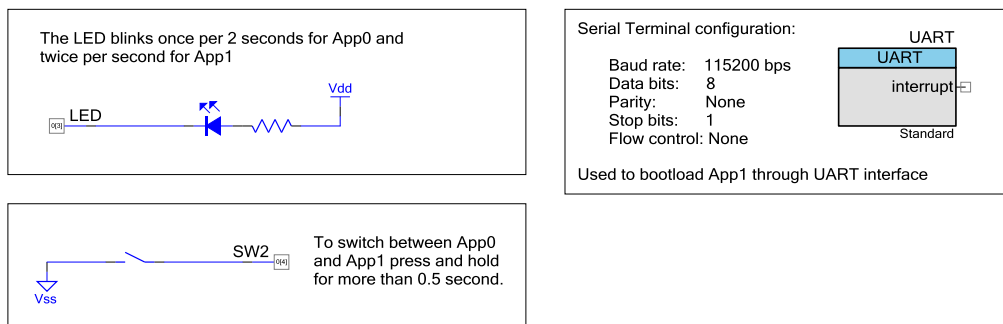 The LED blinks once per 2 seconds for App0 and
twice per second for App1
Vdd
LED
0[3]
SW2
0[4]
Vss
To switch between App0
and App1 press and hold
for more than 0.5 second.
Serial Terminal configuration:
Baud rate: 115200 bps
Data bits: 8
Parity: None
Stop bits: 1
Flow control: None
UART
UART
interrupt
Standard
Used to bootload App1 through UART interface